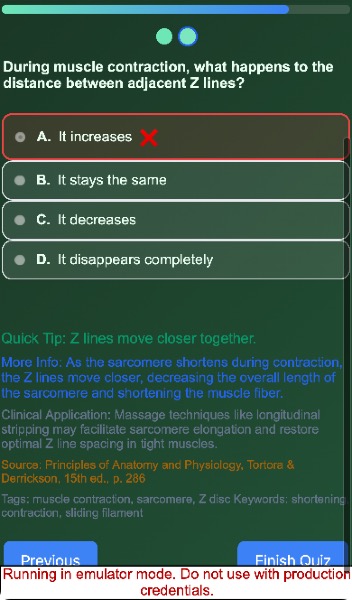 During muscle contraction, what happens to the
distance between adjacent Z lines?
A. It increases ❌
B. It stays the same
C. It decreases
D. It disappears completely
Quick Tip: Z lines move closer together.
More Info: As the sarcomere shortens during contraction,
the Z lines move closer, decreasing the overall length of
the sarcomere and shortening the muscle fiber.
Clinical Application: Massage techniques like longitudinal
stripping may facilitate sarcomere elongation and restore
optimal Z line spacing in tight muscles.
Source: Principles of Anatomy and Physiology, Tortora &
Derrickson, 15th ed., p. 286
Tags: muscle contraction, sarcomere, Z disc Keywords: shortening,
contraction, sliding filament
Previous
Finish Quiz
Running in emulator mode. Do not use with production
credentials.